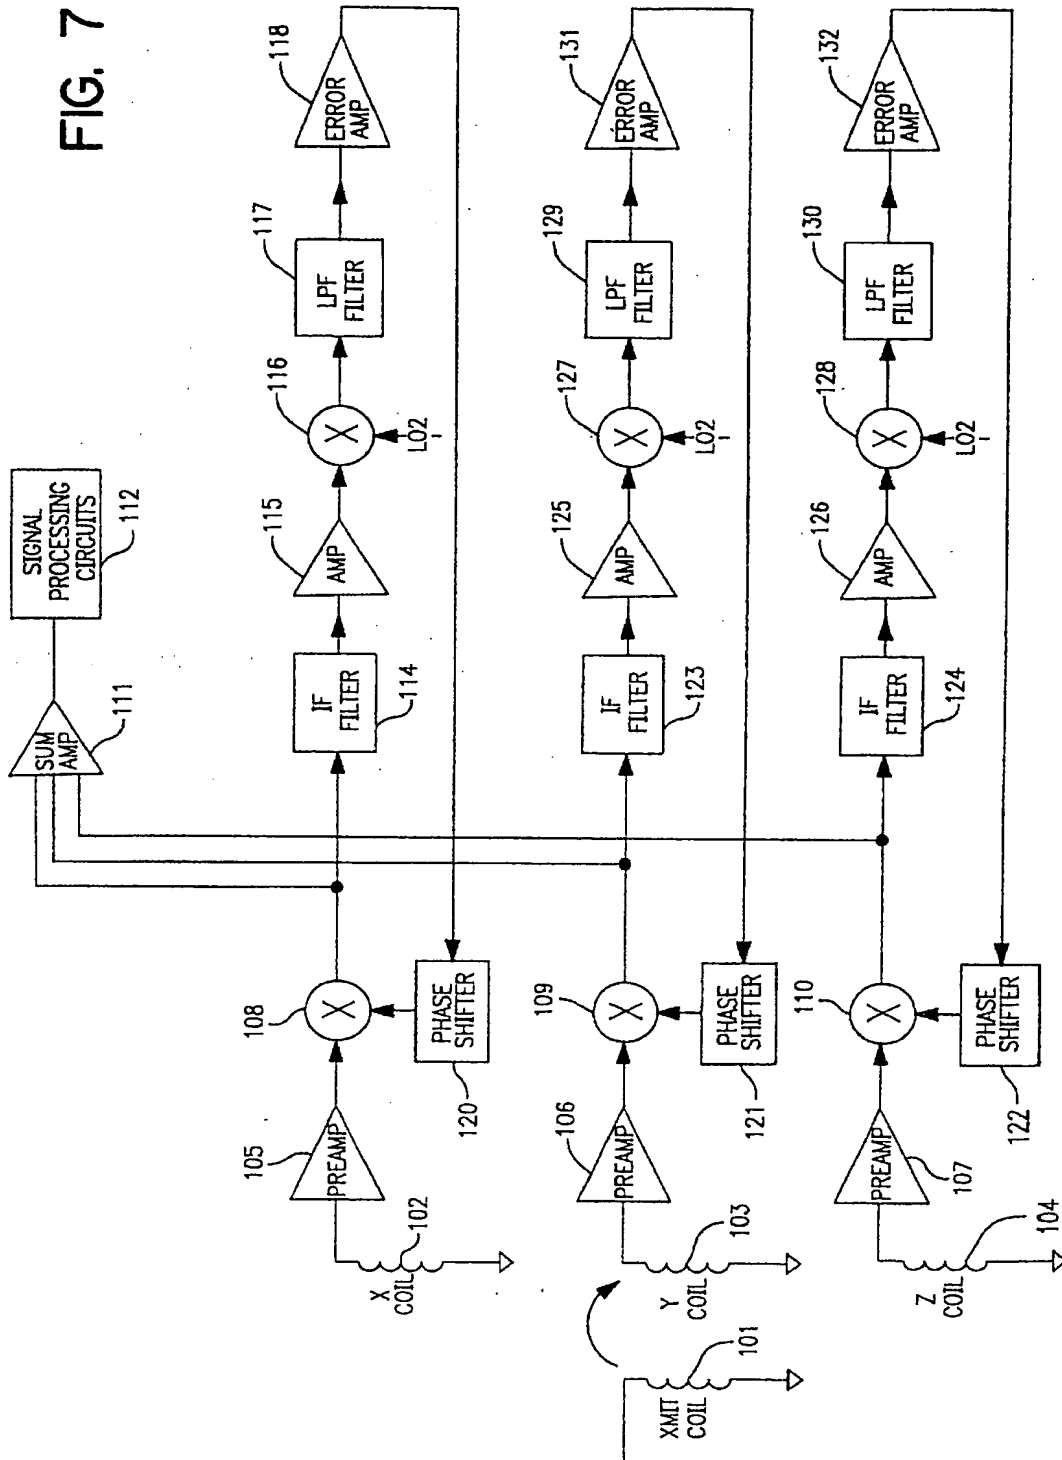 FIG. 7
SIGNAL
PROCESSING
CIRCUITS
112
SUM
AMP
111
X
COIL
102
PREAMP
105
X
108
PHASE
SHIFTER
120
IF
FILTER
114
AMP
115
X
116
LO2
LPF
FILTER
117
ERROR
AMP
118
XMIT
COIL
101
Y
COIL
103
PREAMP
106
X
109
PHASE
SHIFTER
121
IF
FILTER
123
AMP
125
X
127
LO2
LPF
FILTER
129
ERROR
AMP
131
Z
COIL
104
PREAMP
107
X
110
PHASE
SHIFTER
122
IF
FILTER
124
AMP
126
X
128
LO2
LPF
FILTER
130
ERROR
AMP
132